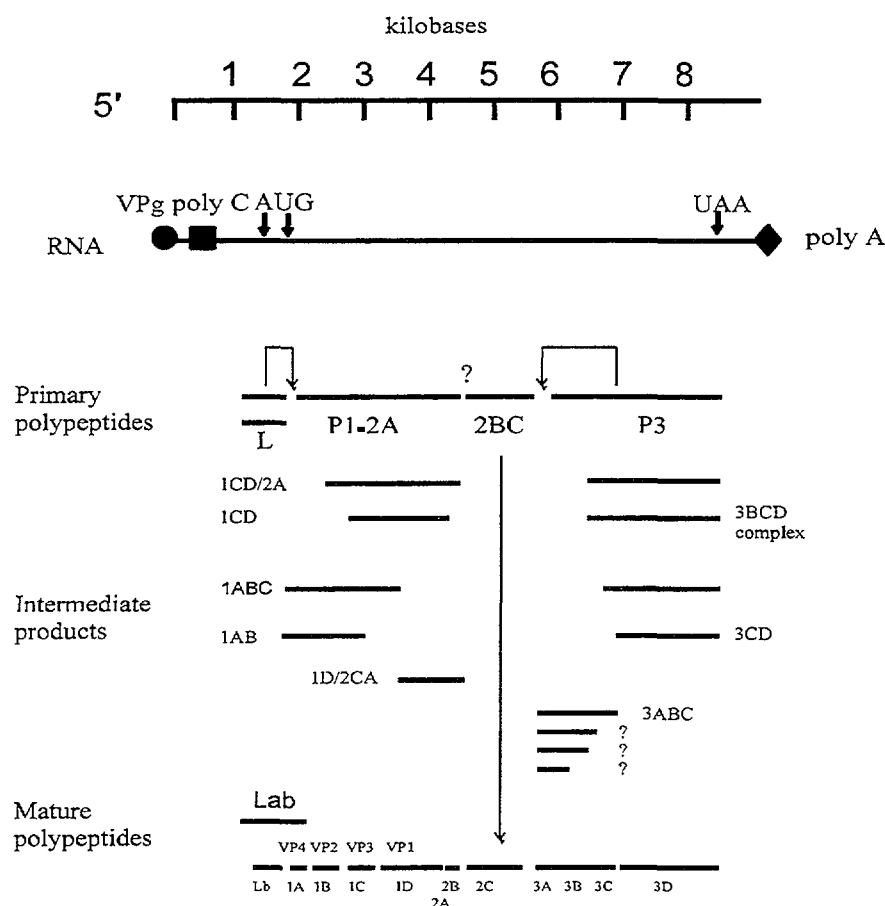 kilobases
1 2 3 4 5 6 7 8
5'
VPg poly C AUG UAA
RNA poly A
?
Primary
polypeptides
L P1-2A 2BC P3
1CD/2A
1CD 3BCD
complex
Intermediate
products
1ABC
1AB 3CD
1D/2CA
3ABC
?
?
?
Mature
polypeptides
Lab
VP4 VP2 VP3 VP1
Lb 1A 1B 1C 1D 2B 2C 3A 3B 3C 3D
2A